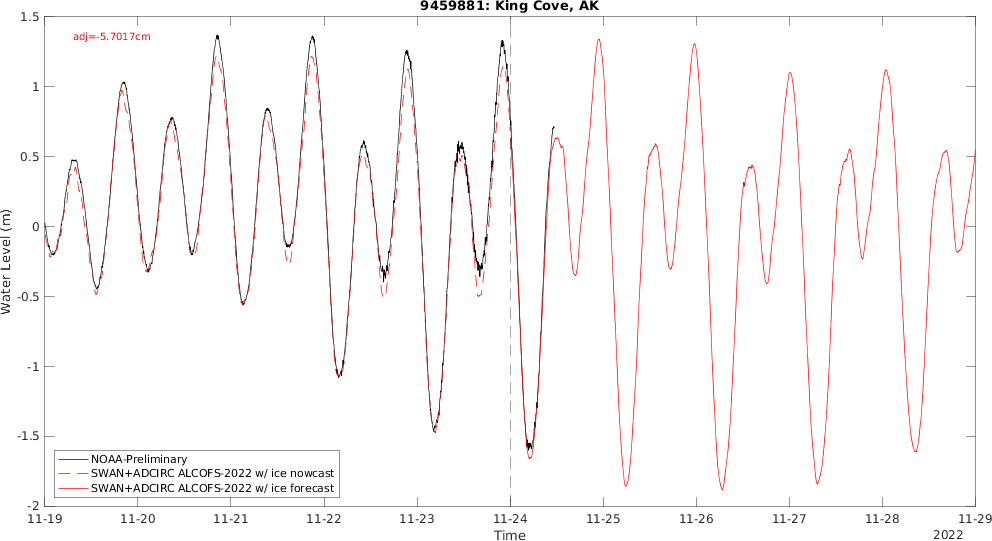 9459881: King Cove, AK
adj=-5.7017cm
1.5
1
0.5
0
-0.5
-1
-1.5
-2
Water Level (m)
NOAA-Preliminary
SWAN+ADCIRC ALCOFS-2022 w/ ice nowcast
SWAN+ADCIRC ALCOFS-2022 w/ ice forecast
11-19 11-20 11-21 11-22 11-23 11-24 11-25 11-26 11-27 11-28 11-29
Time
2022